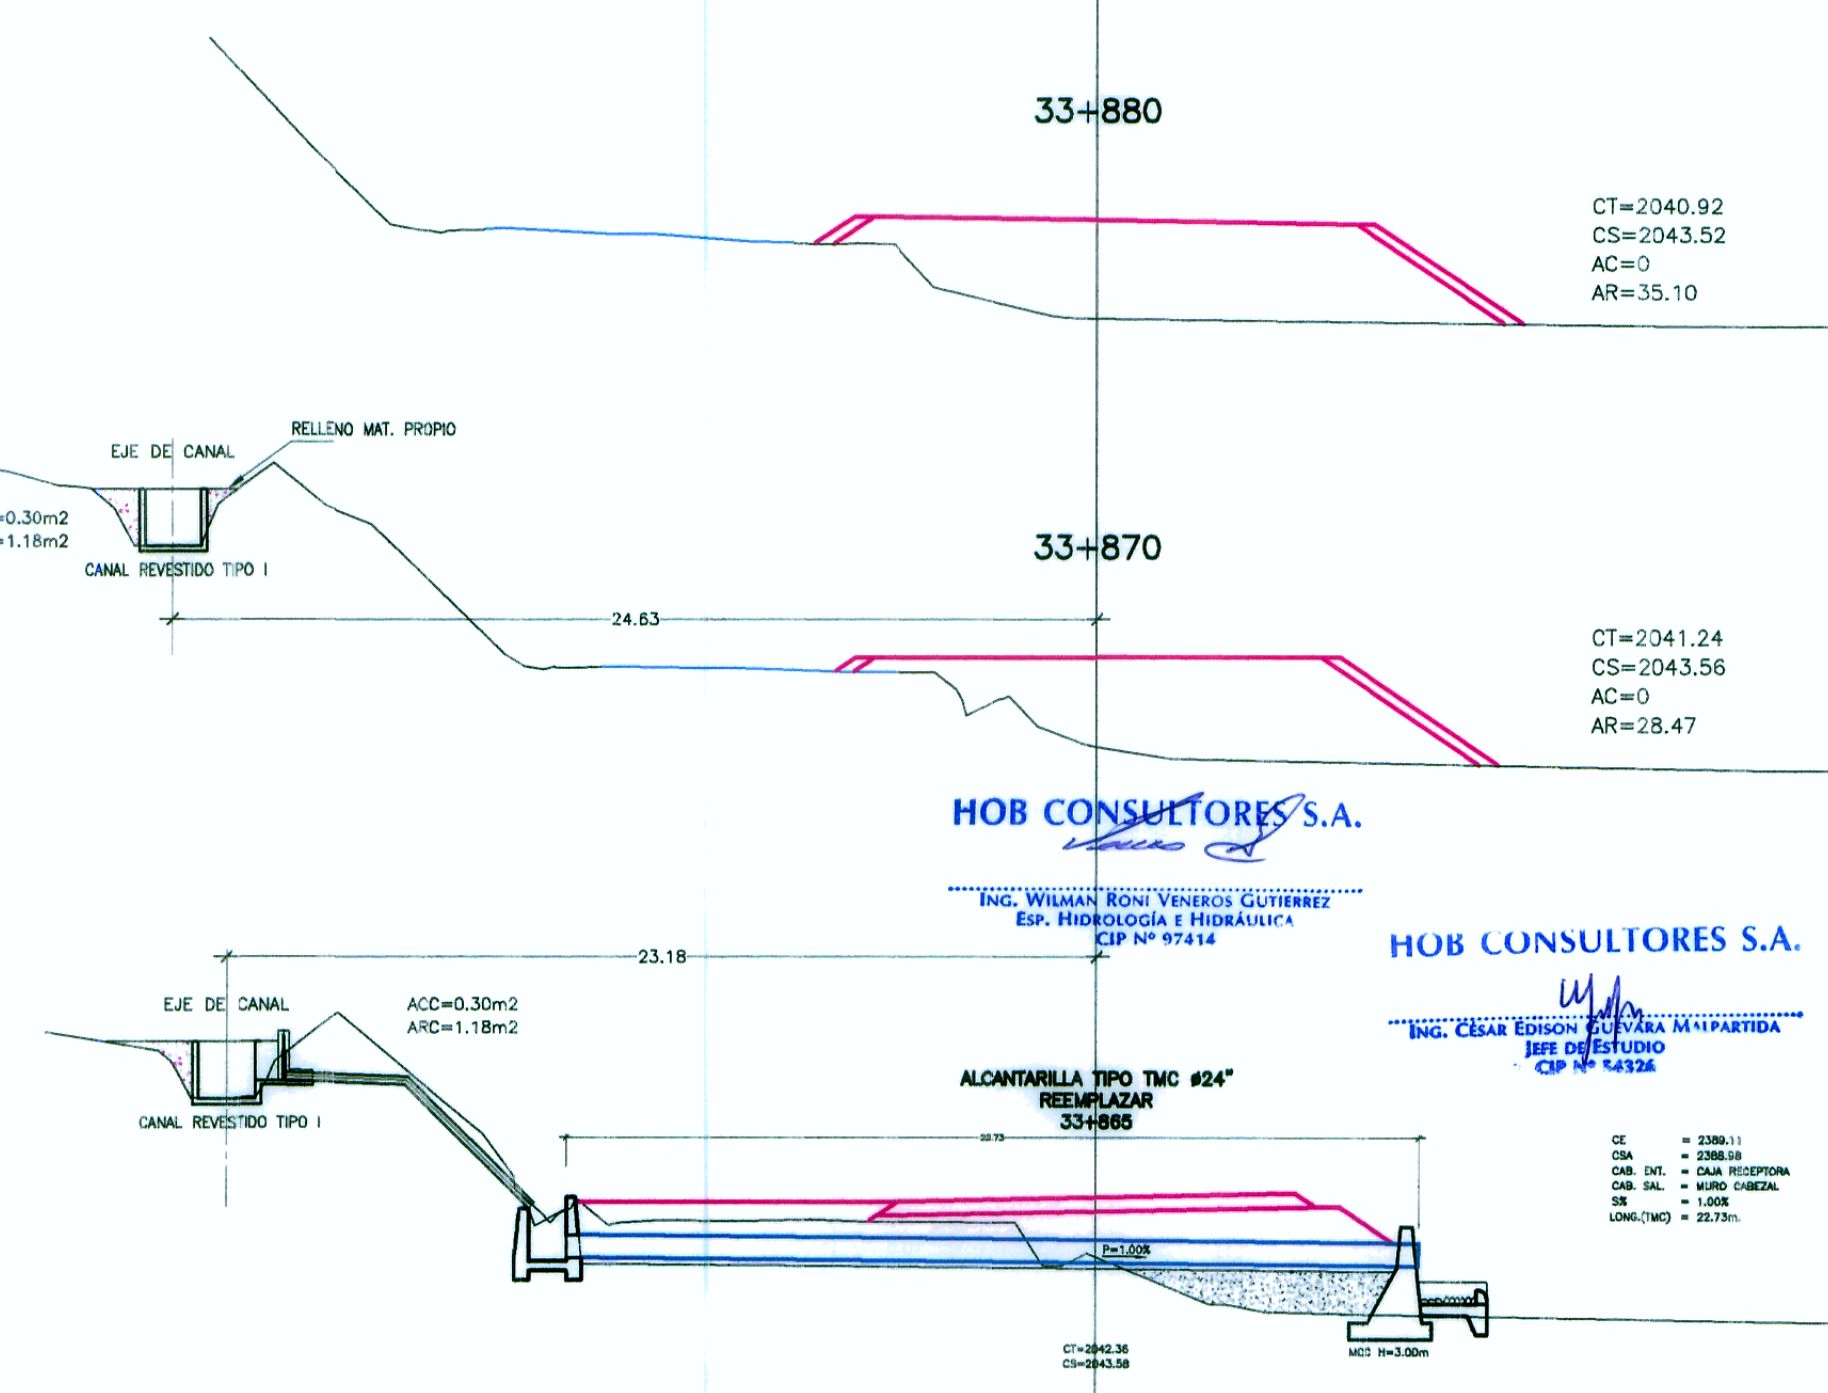 33+880
CT=2040.92
CS=2043.52
AC=0
AR=35.10
RELLENO MAT. PROPIO
EJE DE CANAL
=0.30m2
=1.18m2
CANAL REVESTIDO TIPO I
33+870
24.63
CT=2041.24
CS=2043.56
AC=0
AR=28.47
HOB CONSULTORES S.A.
ING. WILMAN RONI VENEROS GUTIERREZ
ESP. HIDROLOGÍA E HIDRÁULICA
CIP Nº 97414
HOB CONSULTORES S.A.
ING. CÉSAR EDISON GUEVARA MALPARTIDA
JEFE DE ESTUDIO
CIP Nº 54326
23.18
EJE DE CANAL
ACC=0.30m2
ARC=1.18m2
CANAL REVESTIDO TIPO I
ALCANTARILLA TIPO TMC ø24"
REEMPLAZAR
33+865
22.73
P=1.00%
CE = 2389.11
CSA = 2388.98
CAB. ENT. = CAJA RECEPTORA
CAB. SAL. = MURO CABEZAL
S% = 1.00%
LONG.(TMC) = 22.73m.
CT=2042.36
CS=2043.58
H=3.00m